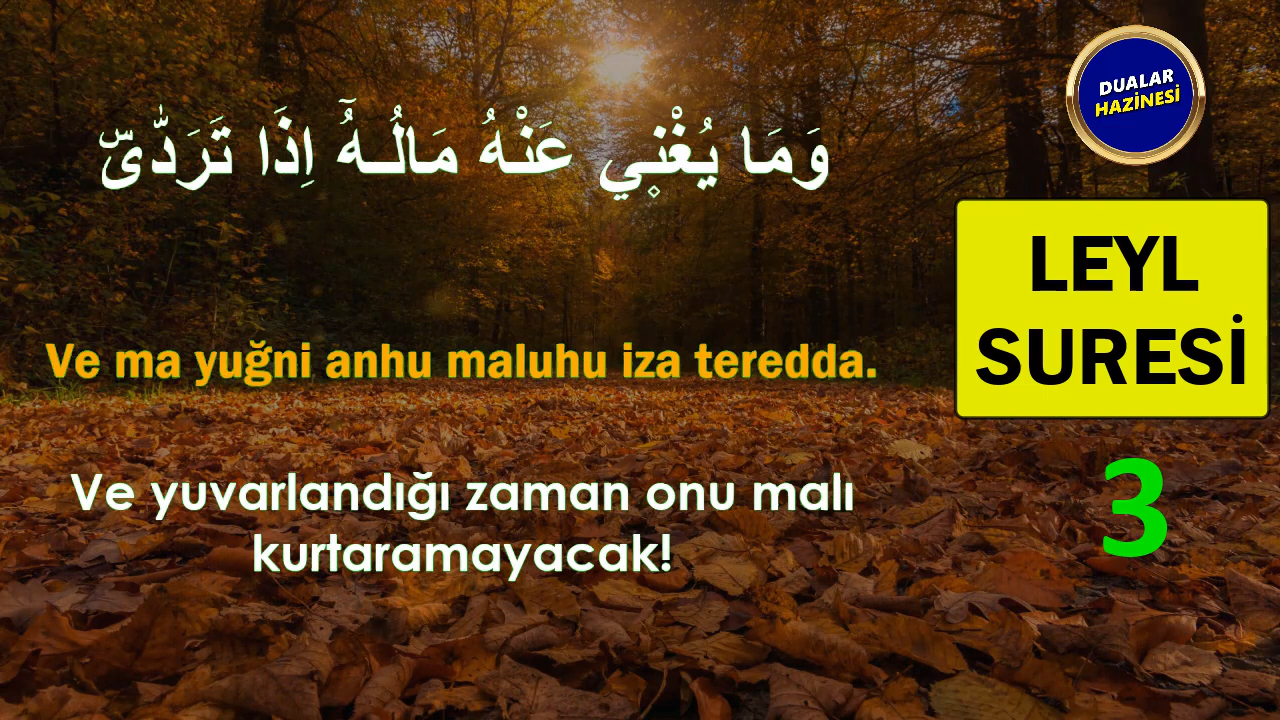 وَمَا يُغْنٖي عَنْهُ مَالُـهُٓ اِذَا تَرَدّٰىّۜ
Ve ma yuğni anhu maluhu iza teredda.
Ve yuvarlandığı zaman onu malı
kurtaramayacak!
DUALAR
HAZİNESİ
LEYL
SURESİ
3